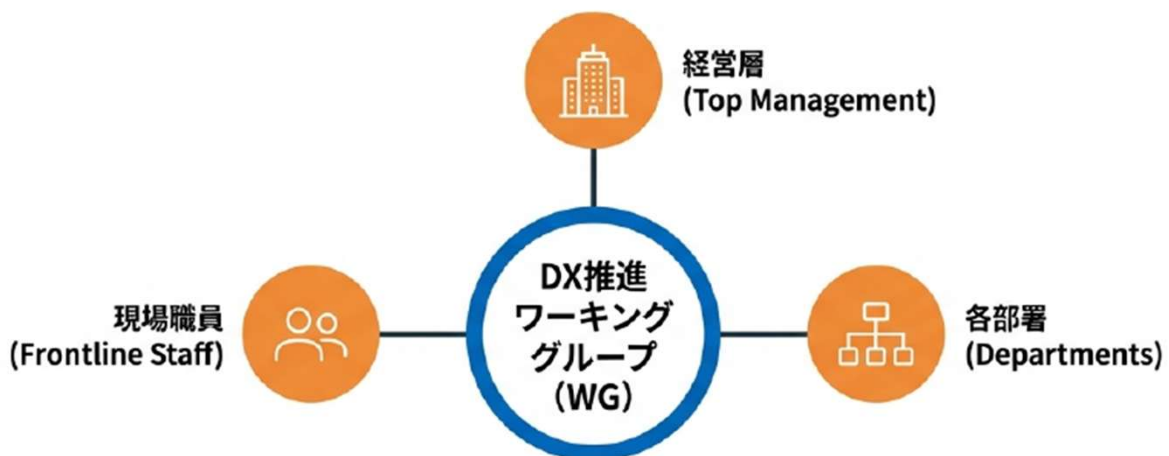 経営層
(Top Management)
現場職員
(Frontline Staff)
DX推進
ワーキング
グループ
(WG)
各部署
(Departments)